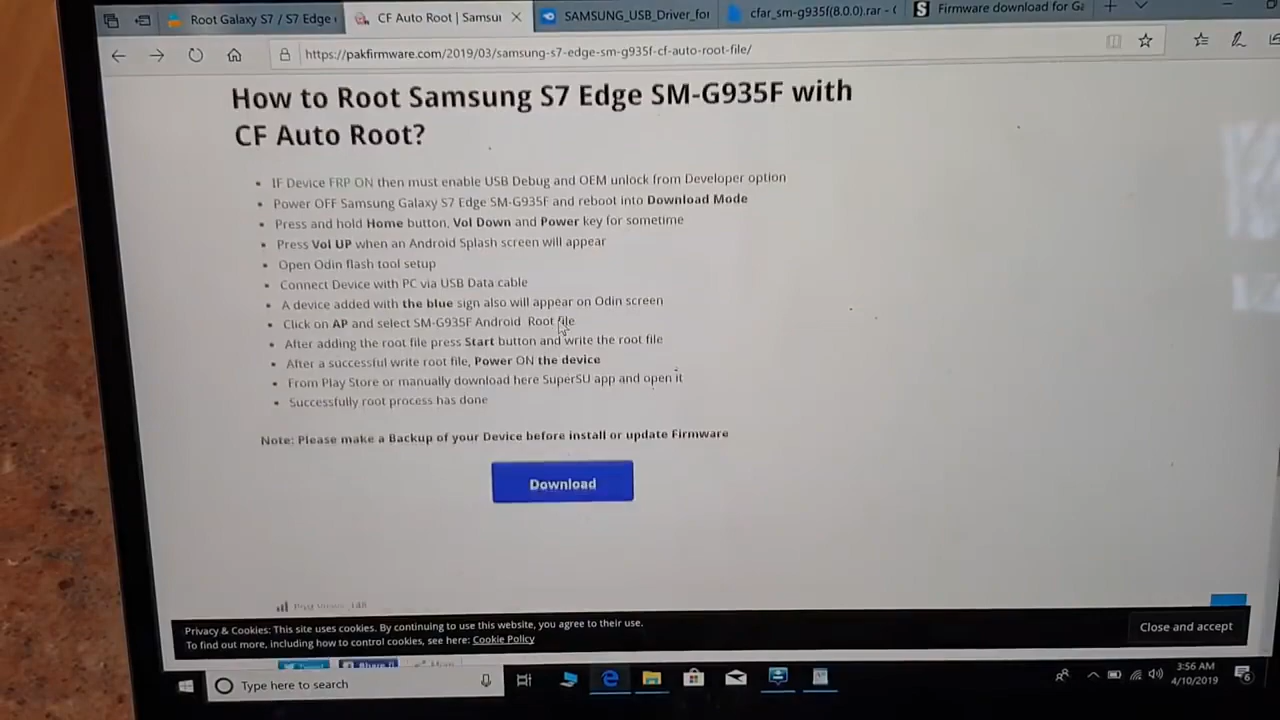 Root Galaxy S7 / S7 Edge
CF Auto Root | Samsu
SAMSUNG_USB_Driver_for
cfar_sm-g935f(8.0.0).rar - (
Firmware download for Ga
https://pakfirmware.com/2019/03/samsung-s7-edge-sm-g935f-cf-auto-root-file/
How to Root Samsung S7 Edge SM-G935F with
CF Auto Root?
IF Device FRP ON then must enable USB Debug and OEM unlock from Developer option
Power OFF Samsung Galaxy S7 Edge SM-G935F and reboot into Download Mode
Press and hold Home button, Vol Down and Power key for sometime
Press Vol UP when an Android Splash screen will appear
Open Odin flash tool setup
Connect Device with PC via USB Data cable
A device added with the blue sign also will appear on Odin screen
Click on AP and select SM-G935F Android Root file
After adding the root file press Start button and write the root file
After a successful write root file, Power ON the device
From Play Store or manually download here SuperSU app and open it
Successfully root process has done
Note: Please make a Backup of your Device before install or update Firmware
Download
Post Views: 148
Privacy & Cookies: This site uses cookies. By continuing to use this website, you agree to their use.
To find out more, including how to control cookies, see here: Cookie Policy
Close and accept
Tweet
Share
More
Type here to search
3:56 AM
4/10/2019
6